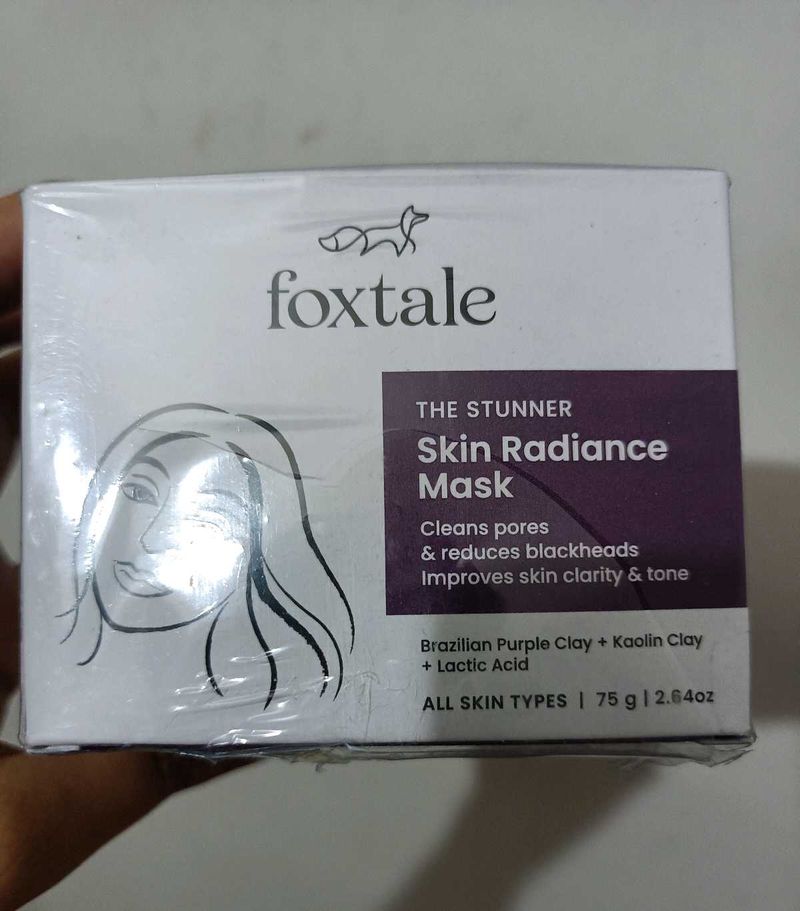 foxtale
THE STUNNER
Skin Radiance
Mask
Cleans pores
& reduces blackheads
Improves skin clarity & tone
Brazilian Purple Clay + Kaolin Clay
+ Lactic Acid
ALL SKIN TYPES | 75 g | 2.64oz